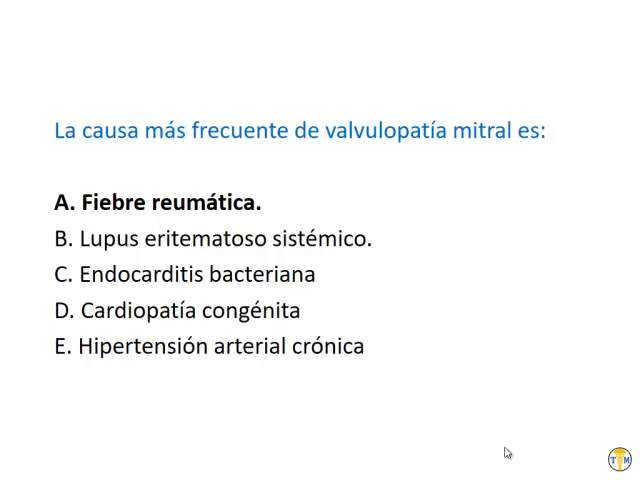 La causa más frecuente de valvulopatía mitral es:
A. Fiebre reumática.
B. Lupus eritematoso sistémico.
C. Endocarditis bacteriana
D. Cardiopatía congénita
E. Hipertensión arterial crónica
T M